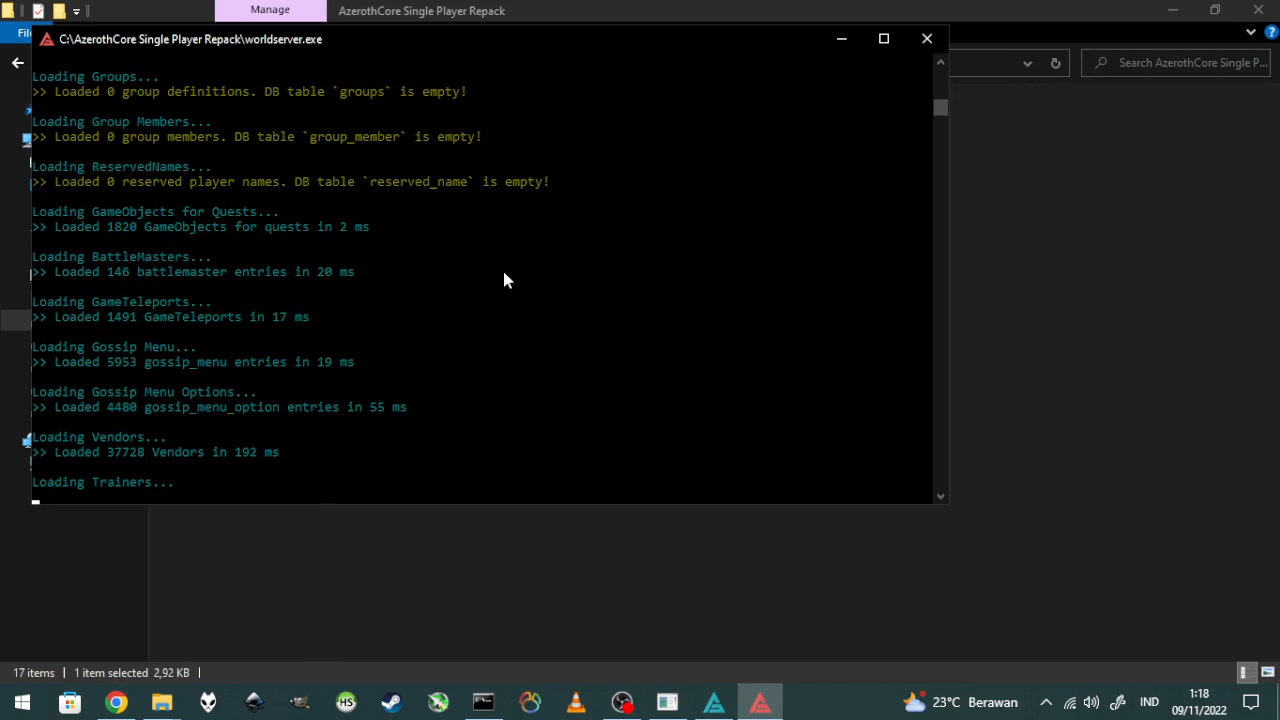 Manage
AzerothCore Single Player Repack
C:\AzerothCore Single Player Repack\worldserver.exe
Search AzerothCore Single P...
Loading Groups...
>> Loaded 0 group definitions. DB table `groups` is empty!
Loading Group Members...
>> Loaded 0 group members. DB table `group_member` is empty!
Loading ReservedNames...
>> Loaded 0 reserved player names. DB table `reserved_name` is empty!
Loading GameObjects for Quests...
>> Loaded 1820 GameObjects for quests in 2 ms
Loading BattleMasters...
>> Loaded 146 battlemaster entries in 20 ms
Loading GameTeleports...
>> Loaded 1491 GameTeleports in 17 ms
Loading Gossip Menu...
>> Loaded 5953 gossip_menu entries in 19 ms
Loading Gossip Menu Options...
>> Loaded 4480 gossip_menu_option entries in 55 ms
Loading Vendors...
>> Loaded 37728 Vendors in 192 ms
Loading Trainers...
17 items 1 item selected 2,92 KB
HS
23°C Berawan
IND
1:18
09/11/2022